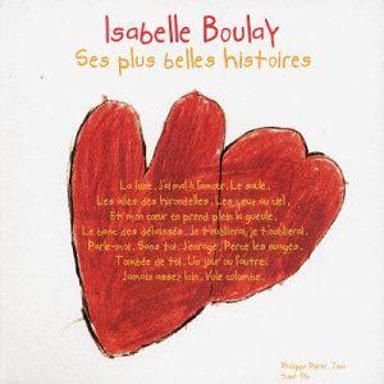 Isabelle Boulay
Ses plus belles histoires
La lune. J'ai mal à l'amour. Le saule.
Les ailes des hirondelles. Les yeux au ciel.
Et mon cœur en prend plein la gueule.
Le banc des délaissés. Je t'oublierai, je t'oublierai.
Parle-moi. Sans toi. J'enrage. Perce les nuages.
Tombée de toi. Un jour ou l'autre.
Jamais assez loin. Vole colombe.